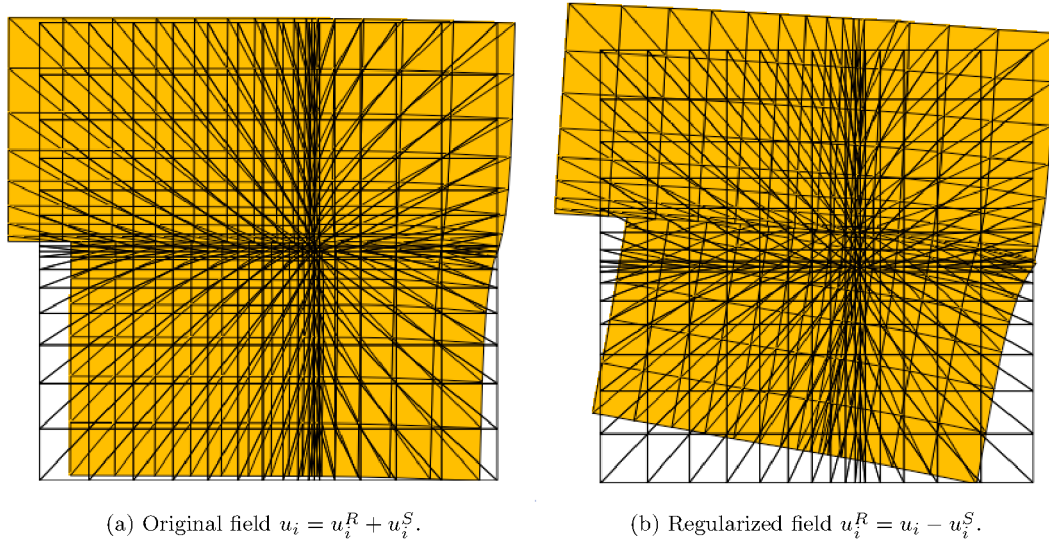 (a) Original field $u_i = u_i^R + u_i^S$.
(b) Regularized field $u_i^R = u_i - u_i^S$.